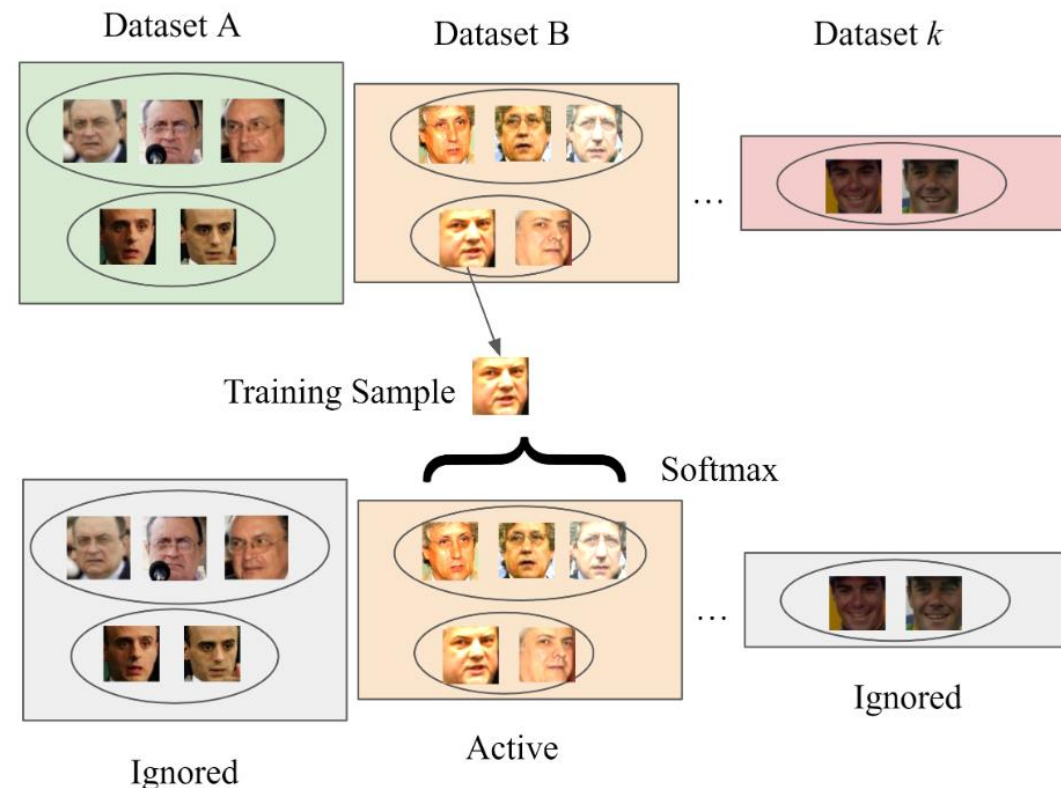 Dataset A
Dataset B
Dataset k
...
Training Sample
Softmax
...
Ignored
Active
Ignored